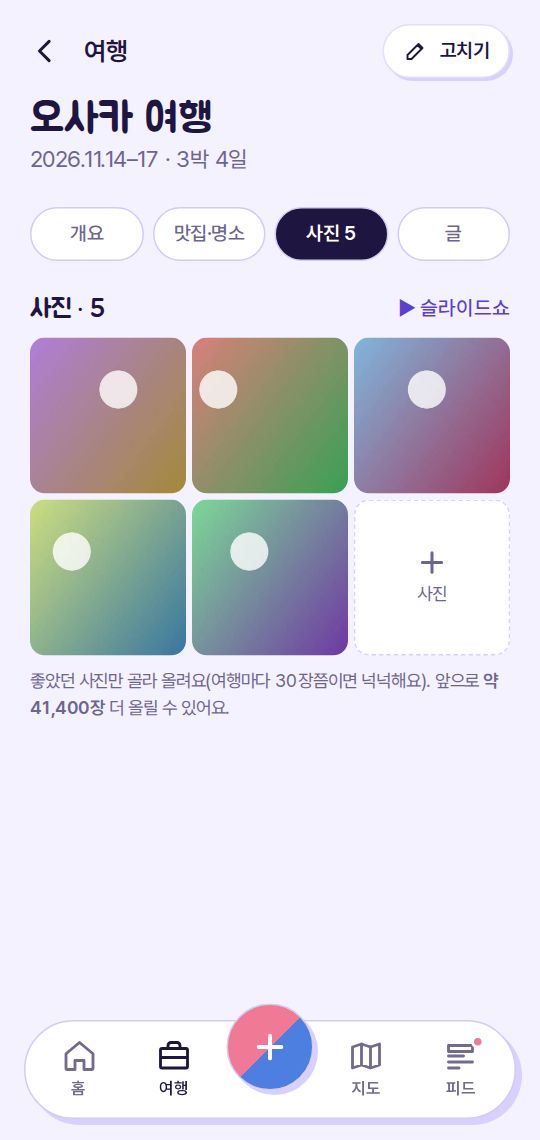 여행
고치기
오사카 여행
2026.11.14–17 · 3박 4일
개요
맛집·명소
사진 5
글
사진 · 5
▶ 슬라이드쇼
사진
좋았던 사진만 골라 올려요(여행마다 30장쯤이면 넉넉해요). 앞으로 약
41,400장 더 올릴 수 있어요.
홈
여행
지도
피드